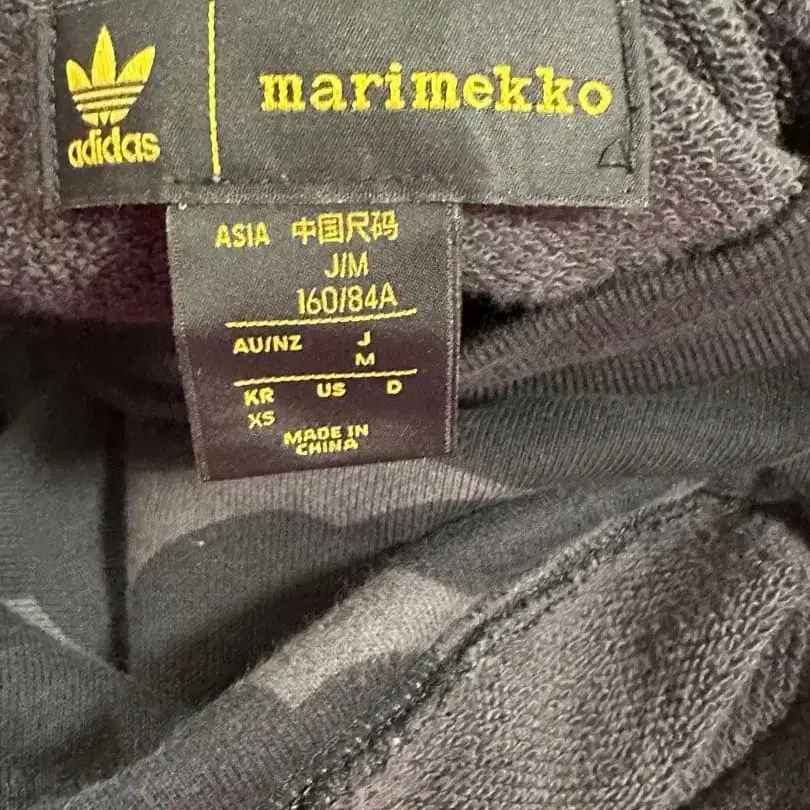 adidas
marimekko
ASIA 中国尺码
J/M
160/84A
AU/NZ J
M
KR US D
XS
MADE IN
CHINA